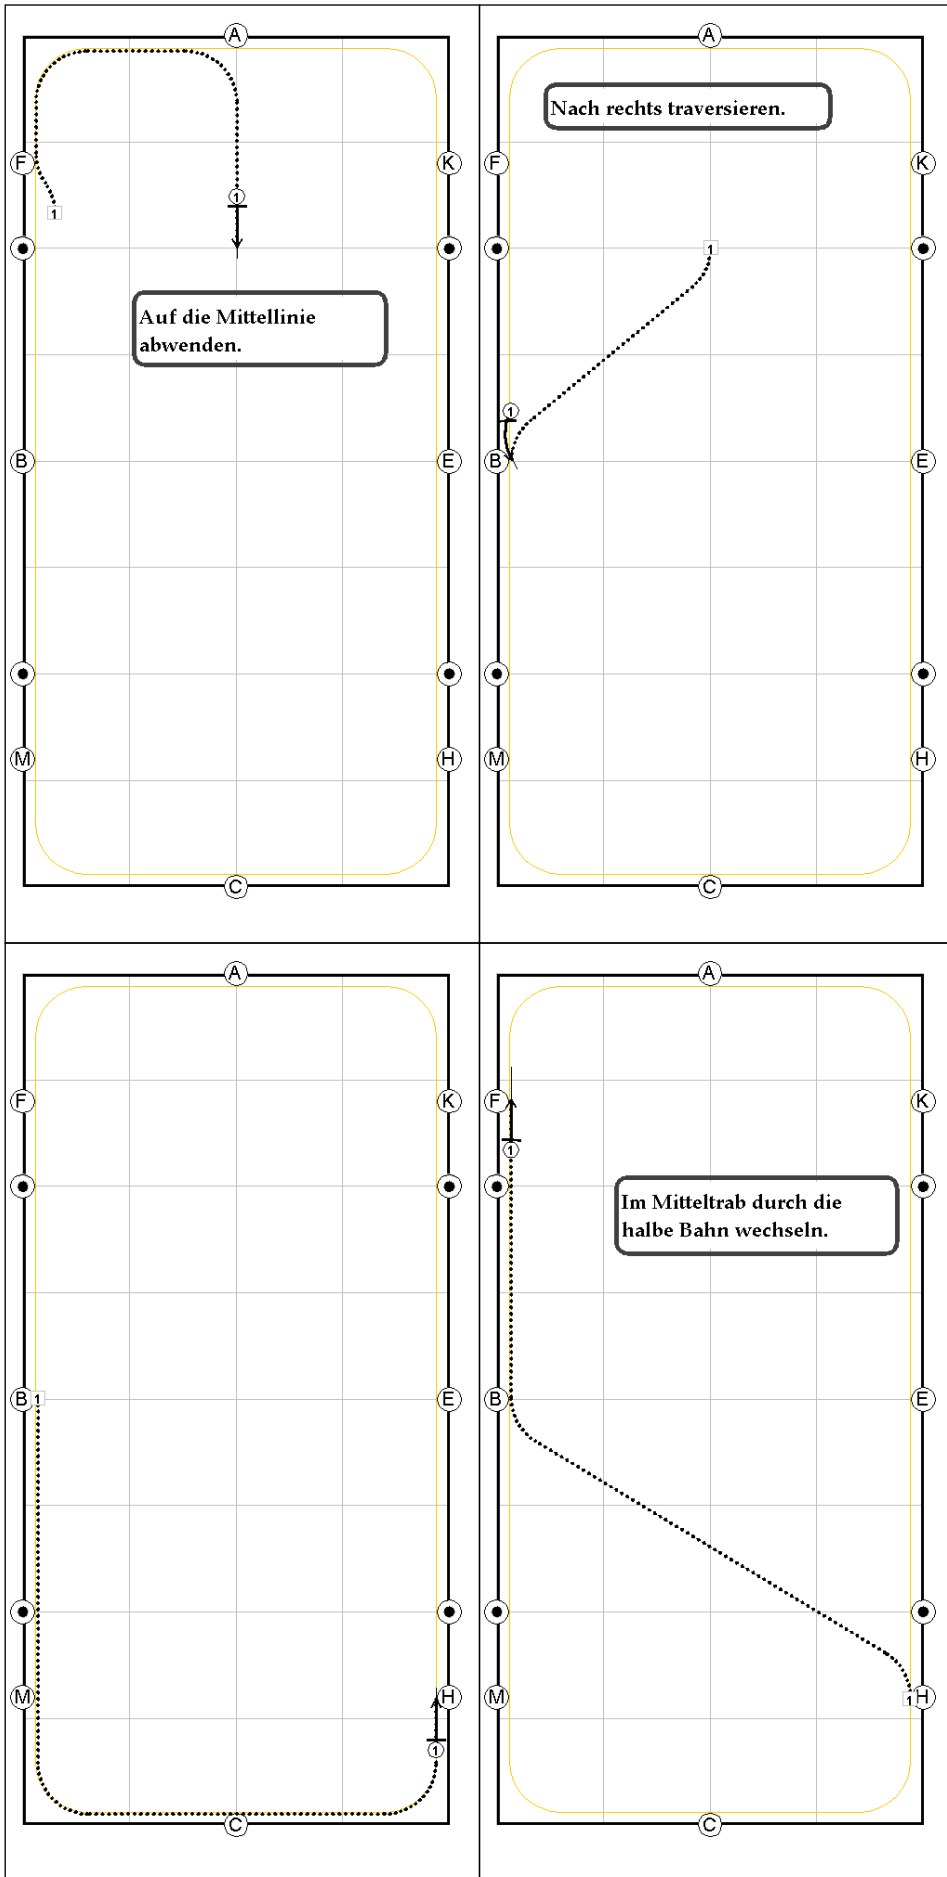 A
F K
1
1
Auf die Mittellinie
abwenden.
B E
M H
C
A
Nach rechts traversieren.
F K
1
1
B E
M H
C
A
F K
B 1 E
M H
1
C
A
F K
1
Im Mitteltrab durch die
halbe Bahn wechseln.
B E
M 1 H
C